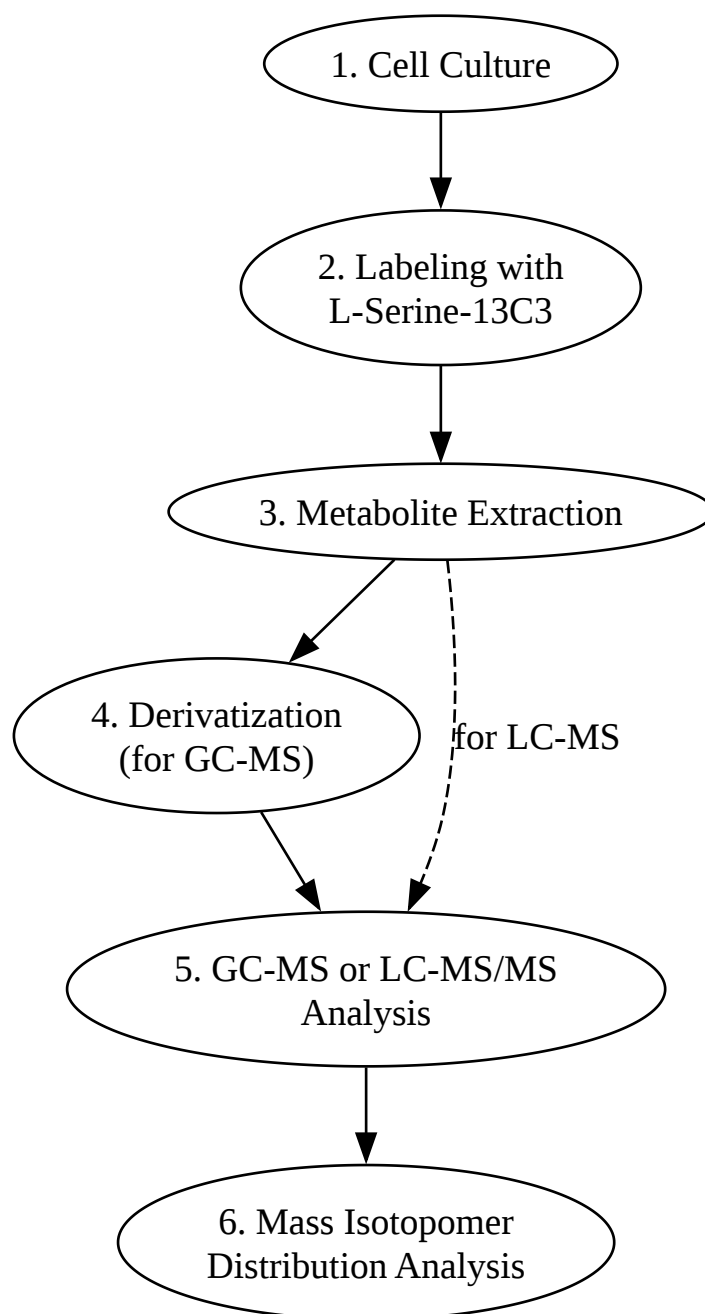 1. Cell Culture
2. Labeling with
L-Serine-13C3
3. Metabolite Extraction
4. Derivatization
(for GC-MS)
for LC-MS
5. GC-MS or LC-MS/MS
Analysis
6. Mass Isotopomer
Distribution Analysis